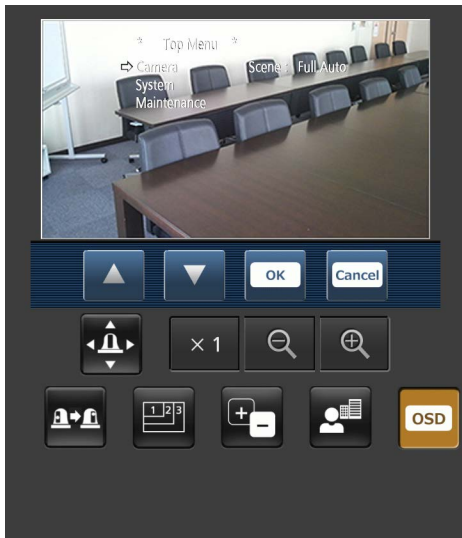 * Top Menu *
Camera Scene : Full Auto
System
Maintenance
OK Cancel
× 1
1 2 3
OSD